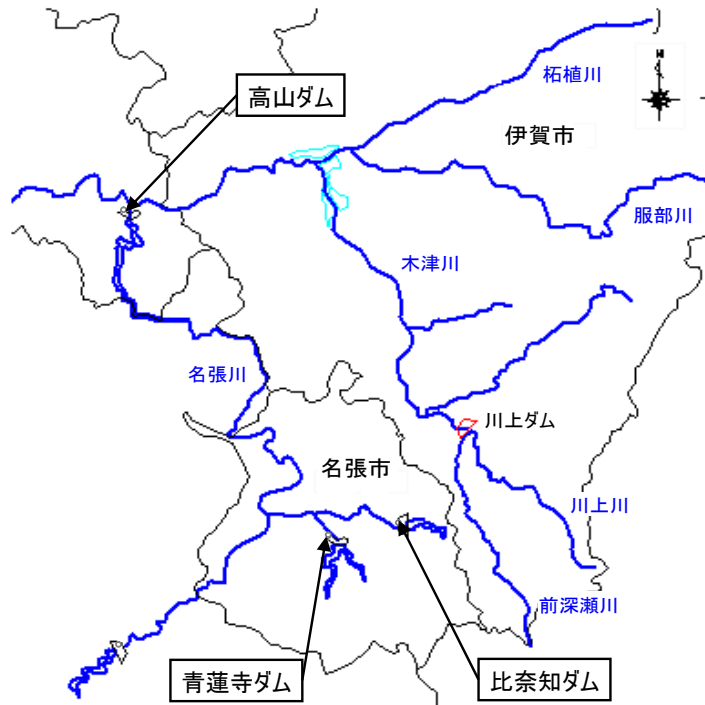 柘植川
高山ダム
伊賀市
服部川
木津川
名張川
川上ダム
名張市
川上川
前深瀬川
青蓮寺ダム
比奈知ダム